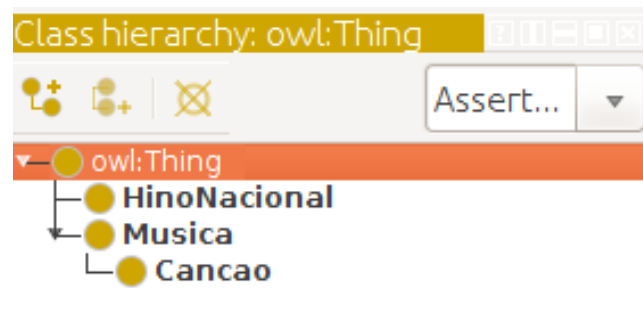 Class hierarchy: owl:Thing
Assert...
owl:Thing
HinoNacional
Musica
Cancao